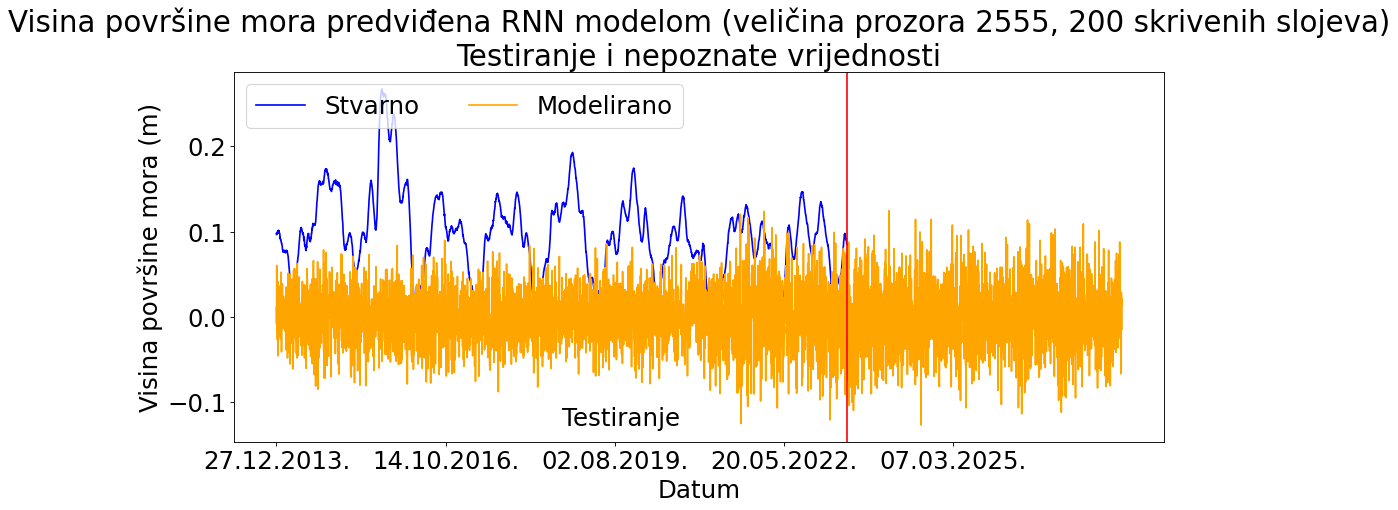 Visina površine mora predviđena RNN modelom (veličina prozora 2555, 200 skrivenih slojeva)
Testiranje i nepoznate vrijednosti
Stvarno
Modelirano
Visina površine mora (m)
0.2
0.1
0.0
−0.1
Testiranje
27.12.2013.
14.10.2016.
02.08.2019.
20.05.2022.
07.03.2025.
Datum